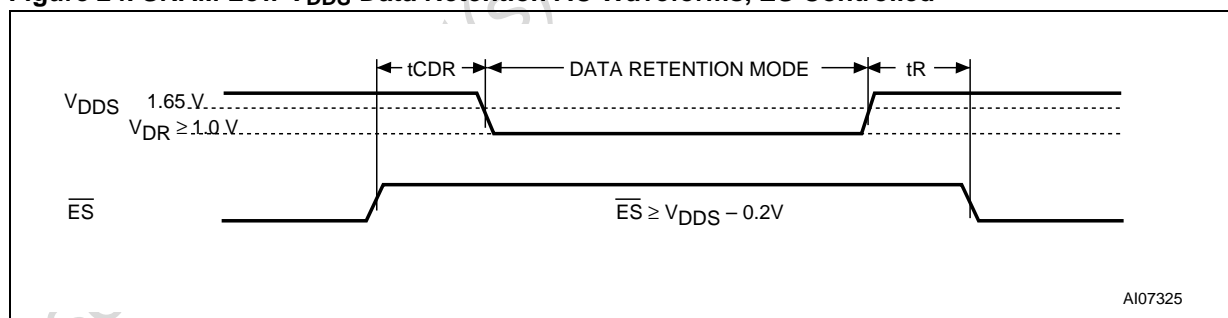 tCDR DATA RETENTION MODE tR
VDDS 1.65 V
VDR ≥ 1.0 V
ES ES ≥ VDDS – 0.2V
AI07325